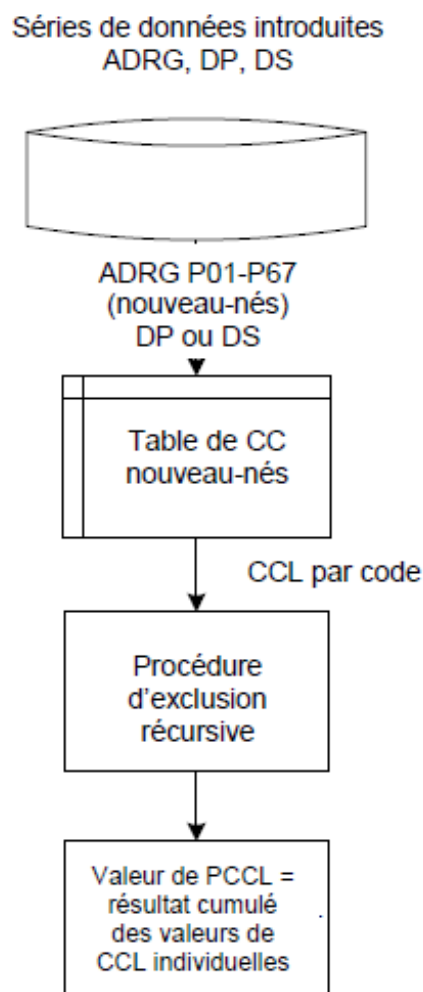 Séries de données introduites
ADRG, DP, DS
ADRG P01-P67
(nouveau-nés)
DP ou DS
Table de CC
nouveau-nés
CCL par code
Procédure
d'exclusion
récursive
Valeur de PCCL =
résultat cumulé
des valeurs de
CCL individuelles